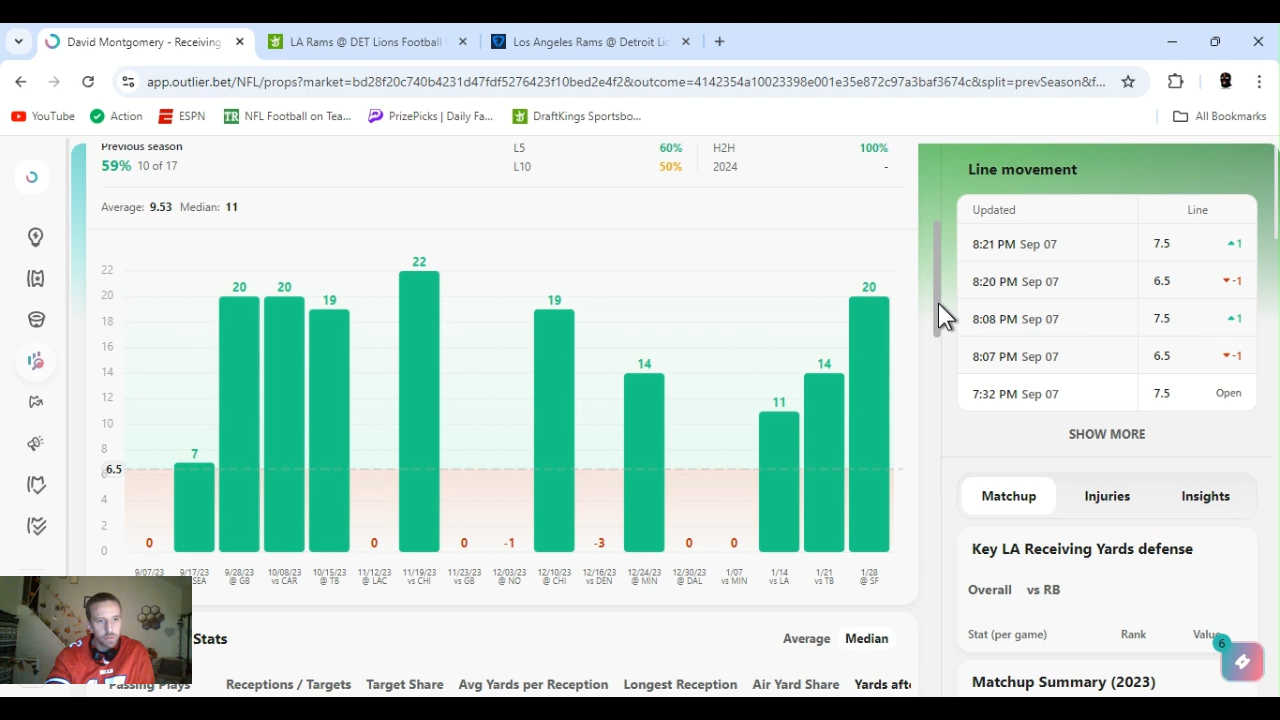 David Montgomery - Receiving
LA Rams @ DET Lions Football
Los Angeles Rams @ Detroit Lic
app.outlier.bet/NFL/props?market=bd28f20c740b4231d47fdf5276423f10bed2e4f2&outcome=4142354a10023398e001e35e872c97a3baf3674c&split=prevSeason&f...
YouTube
Action
ESPN
NFL Football on Tea...
PrizePicks | Daily Fa...
DraftKings Sportsbo...
All Bookmarks
Previous season
59% 10 of 17
L5 60% H2H 100%
L10 50% 2024 -
Average: 9.53 Median: 11
22
20
18
16
14
12
10
8
6
4
2
0
6.5
0 7 20 20 19 0 22 0 -1 19 -3 14 0 0 11 14 20
9/07/23 9/17/23 9/28/23 10/08/23 10/15/23 11/12/23 11/19/23 11/23/23 12/03/23 12/10/23 12/16/23 12/24/23 12/30/23 1/07 1/14 1/21 1/28
SEA @ GB vs CAR @ TB @ LAC vs CHI vs GB @ NO @ CHI vs DEN @ MIN @ DAL vs MIN vs LA vs TB @ SF
Stats
Average Median
Passing Plays Receptions / Targets Target Share Avg Yards per Reception Longest Reception Air Yard Share Yards afte
Line movement
Updated Line
8:21 PM Sep 07 7.5 1
8:20 PM Sep 07 6.5 -1
8:08 PM Sep 07 7.5 1
8:07 PM Sep 07 6.5 -1
7:32 PM Sep 07 7.5 Open
SHOW MORE
Matchup Injuries Insights
Key LA Receiving Yards defense
Overall vs RB
Stat (per game) Rank Value
6
Matchup Summary (2023)